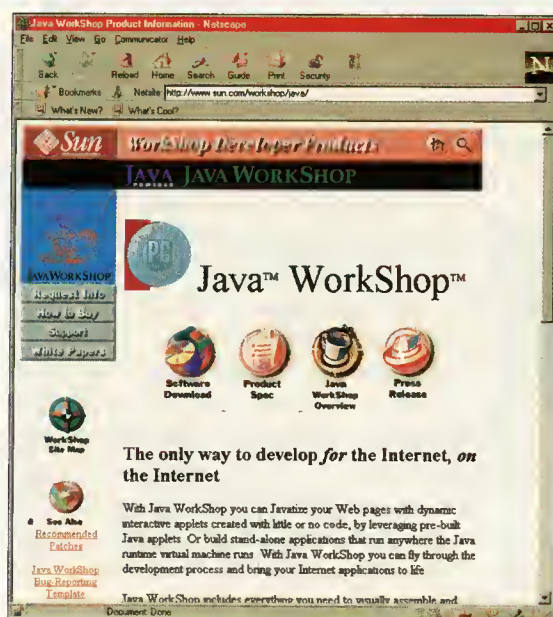 Java WorkShop Product Information - Netscape
File Edit View Go Communicator Help
Back Reload Home Search Guide Print Security
N
Bookmarks Netsite: http://www.sun.com/workshop/java/
What's New? What's Cool?
Sun WorkShop Developer Products
JAVA POWERED JAVA WORKSHOP
JAVA WORKSHOP
Request Info
How to Buy
Support
White Papers
PC
Java™ WorkShop™
Software Download
Product Spec
Java WorkShop Overview
Press Release
WorkShop Site Map
See Also
Recommended Patches
Java WorkShop Bug-Reporting Template
The only way to develop for the Internet, on
the Internet
With Java WorkShop you can Javatize your Web pages with dynamic
interactive applets created with little or no code, by leveraging pre-built
Java applets Or build stand-alone applications that run anywhere the Java
runtime virtual machine runs With Java WorkShop you can fly through the
development process and bring your Internet applications to life
Java WorkShop includes everything you need to visually assemble and
Document Done